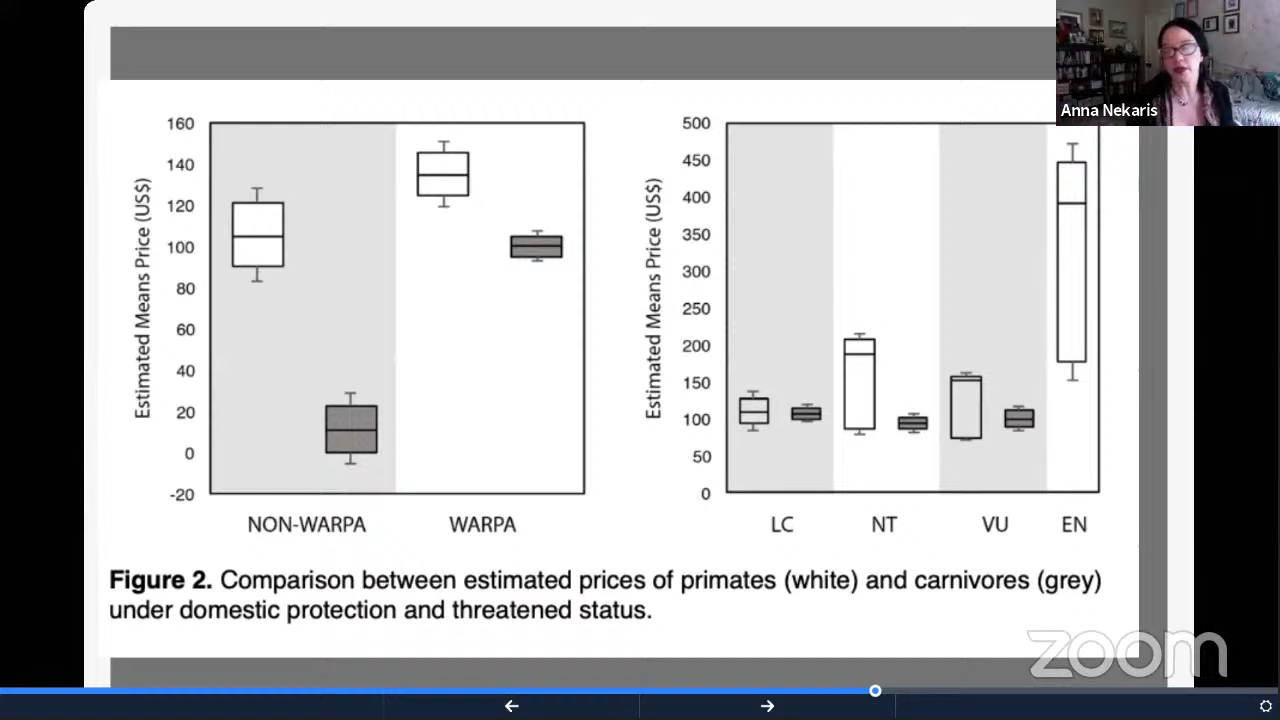 Anna Nekaris
Estimated Means Price (US$)
160
140
120
100
80
60
40
20
0
-20
NON-WARPA
WARPA
Estimated Means Price (US$)
500
450
400
350
300
250
200
150
100
50
0
LC
NT
VU
EN
Figure 2. Comparison between estimated prices of primates (white) and carnivores (grey)
under domestic protection and threatened status.
zoom